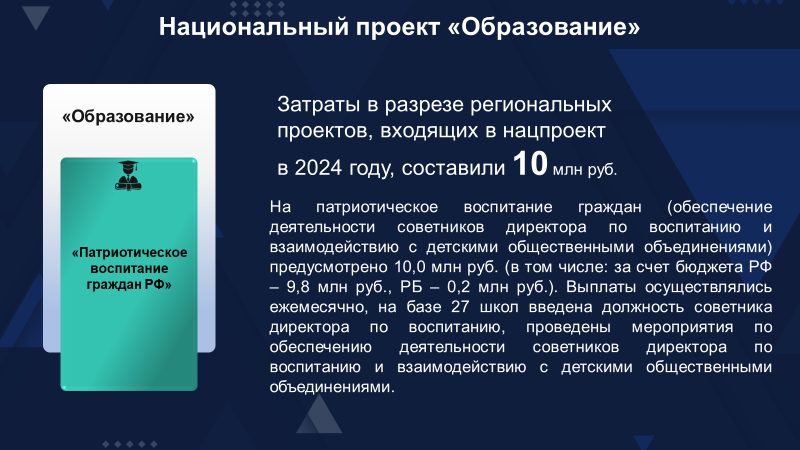 Национальный проект «Образование»
«Образование»
«Патриотическое
воспитание
граждан РФ»
Затраты в разрезе региональных
проектов, входящих в нацпроект
в 2024 году, составили 10 млн руб.
На патриотическое воспитание граждан (обеспечение
деятельности советников директора по воспитанию и
взаимодействию с детскими общественными объединениями)
предусмотрено 10,0 млн руб. (в том числе: за счет бюджета РФ
– 9,8 млн руб., РБ – 0,2 млн руб.). Выплаты осуществлялись
ежемесячно, на базе 27 школ введена должность советника
директора по воспитанию, проведены мероприятия по
обеспечению деятельности советников директора по
воспитанию и взаимодействию с детскими общественными
объединениями.